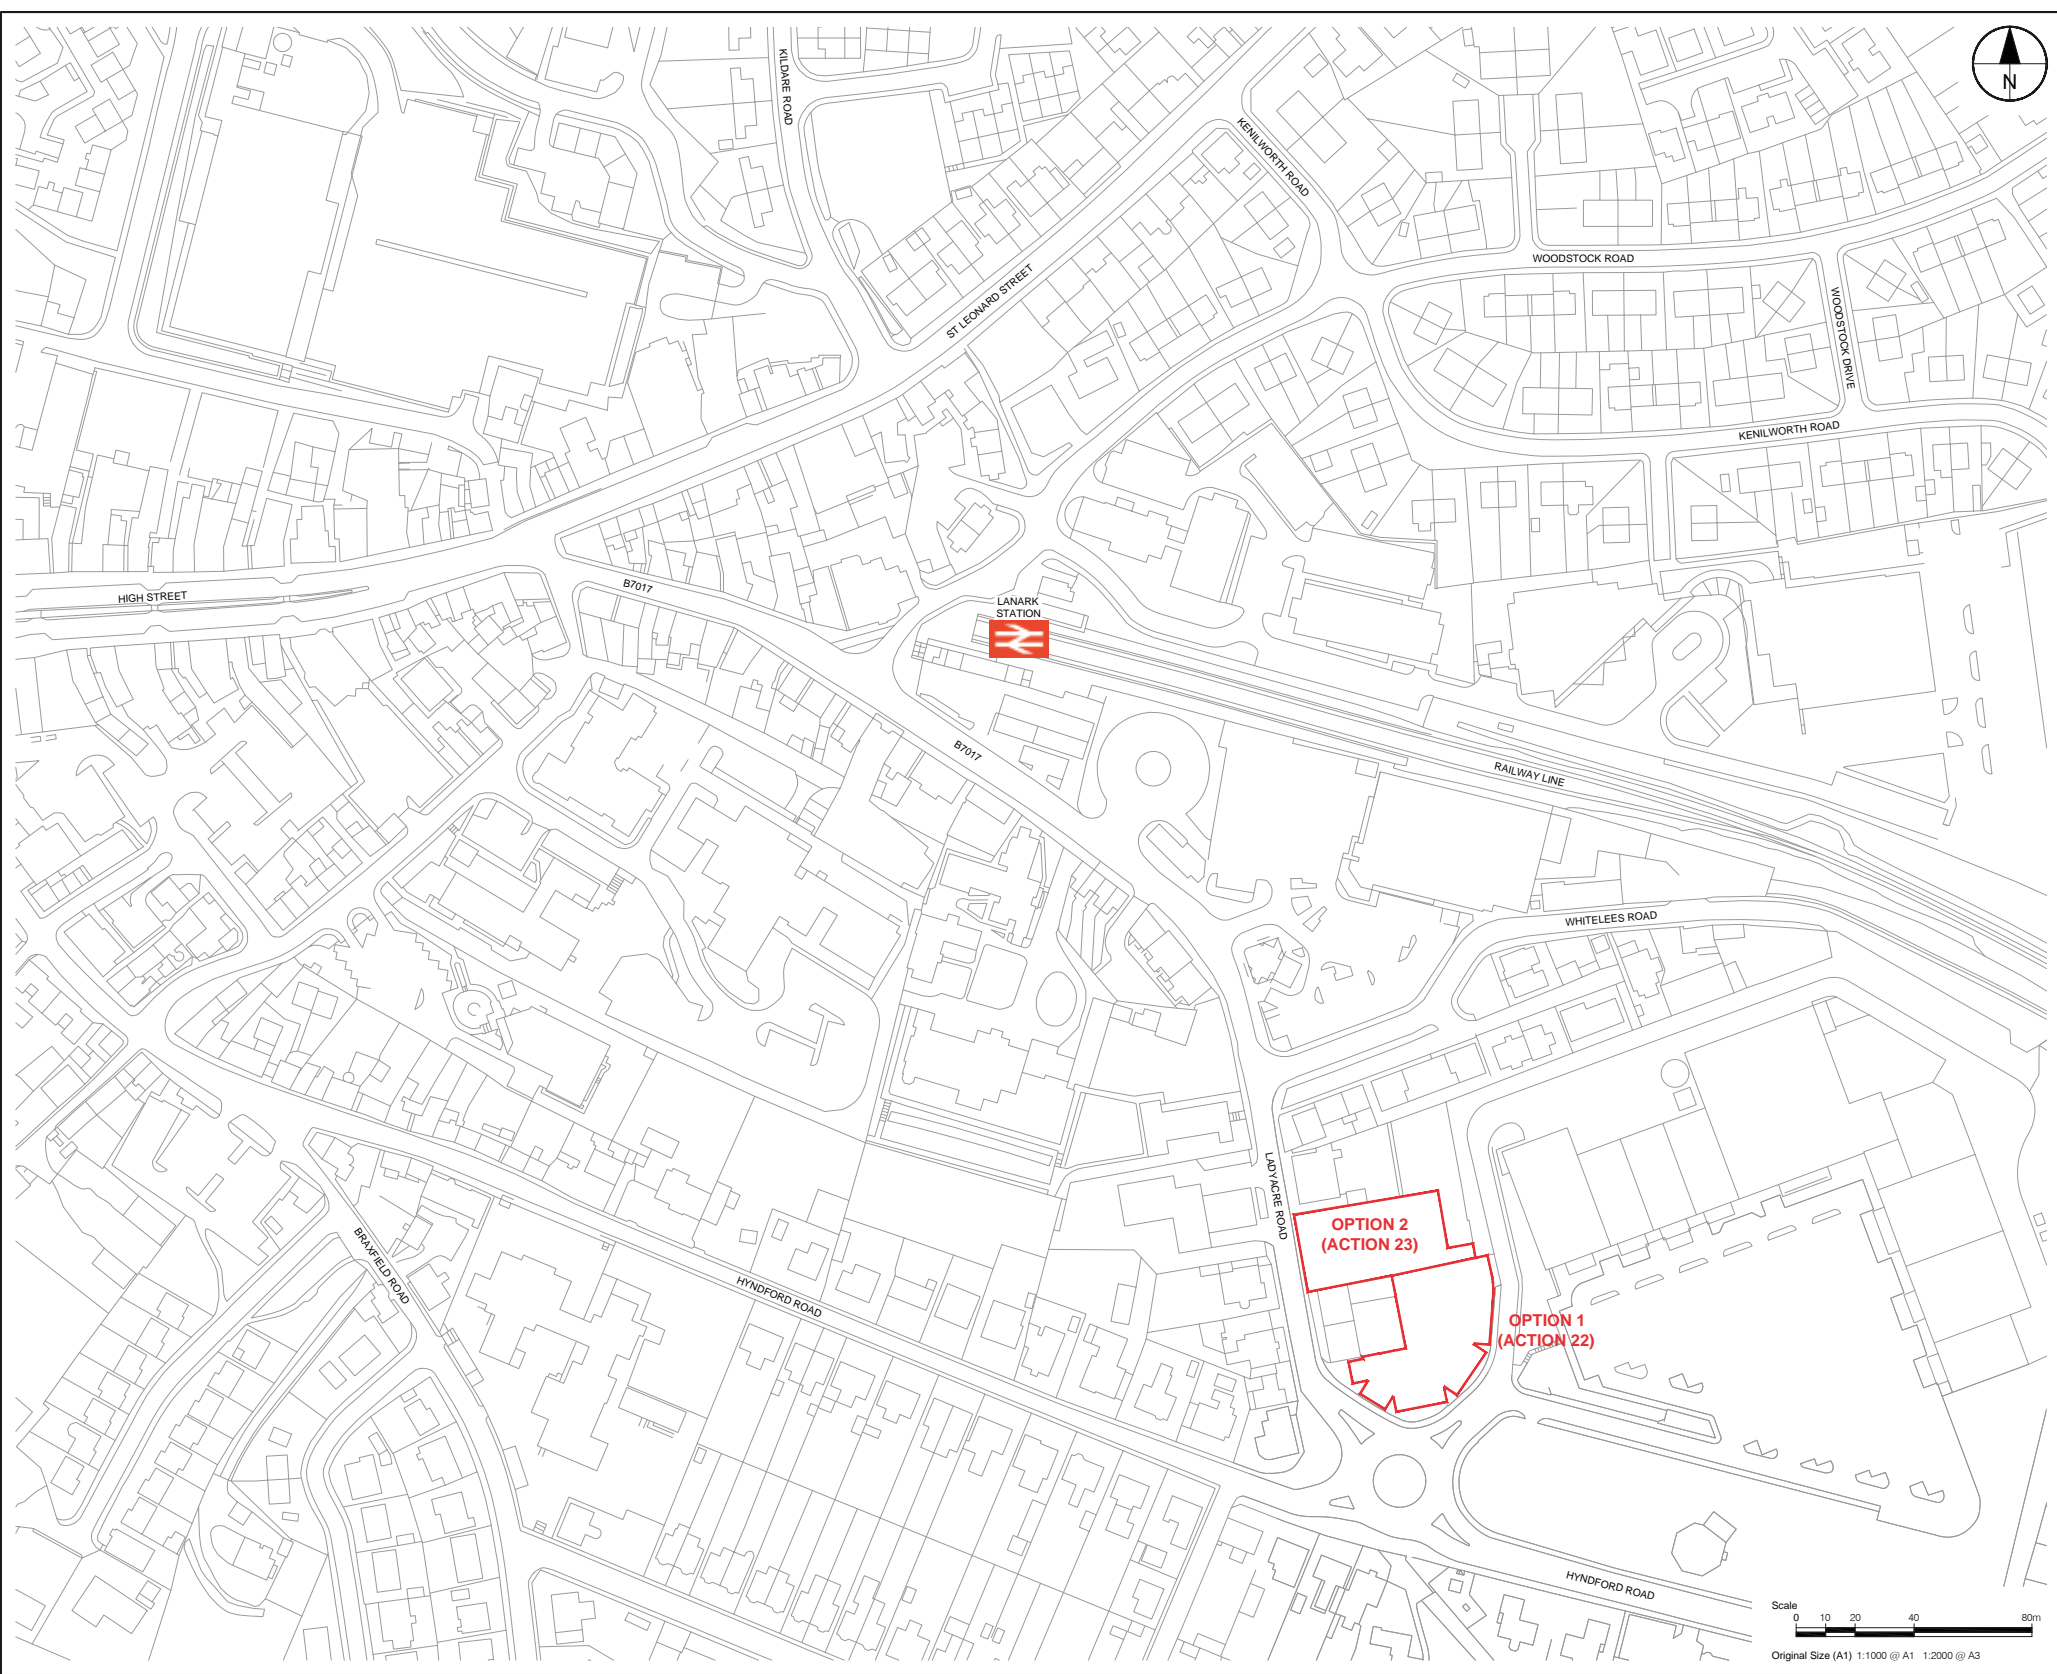 N
KILDARE ROAD
KENILWORTH ROAD
WOODSTOCK ROAD
ST LEONARD STREET
WOODSTOCK DRIVE
KENILWORTH ROAD
HIGH STREET
B7017
LANARK
STATION
B7017
RAILWAY LINE
WHITELEES ROAD
LADYACRE ROAD
OPTION 2
(ACTION 23)
BRAXFIELD ROAD
HYNDFORD ROAD
OPTION 1
(ACTION 22)
HYNDFORD ROAD
Scale
0 10 20 40 80m
Original Size (A1) 1:1000 @ A1 1:2000 @ A3